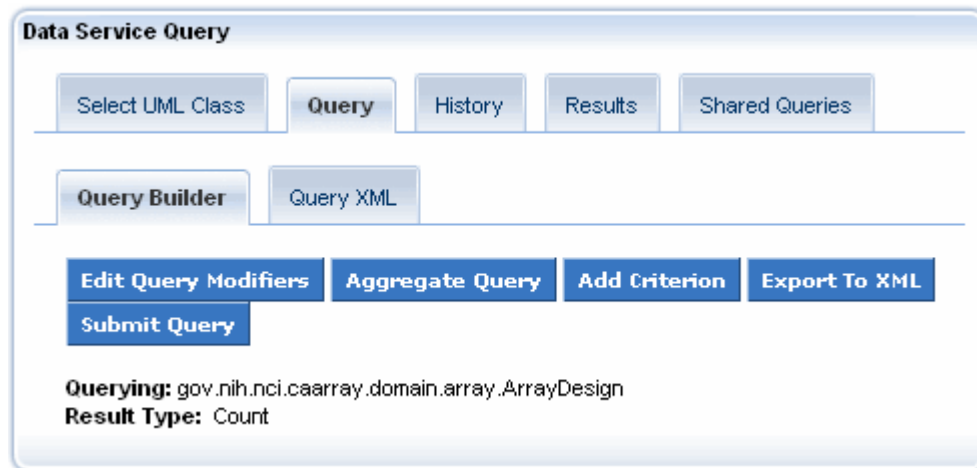 Data Service Query
Select UML Class Query History Results Shared Queries
Query Builder Query XML
Edit Query Modifiers Aggregate Query Add Criterion Export To XML
Submit Query
Querying: gov.nih.nci.caarray.domain.array.ArrayDesign
Result Type: Count